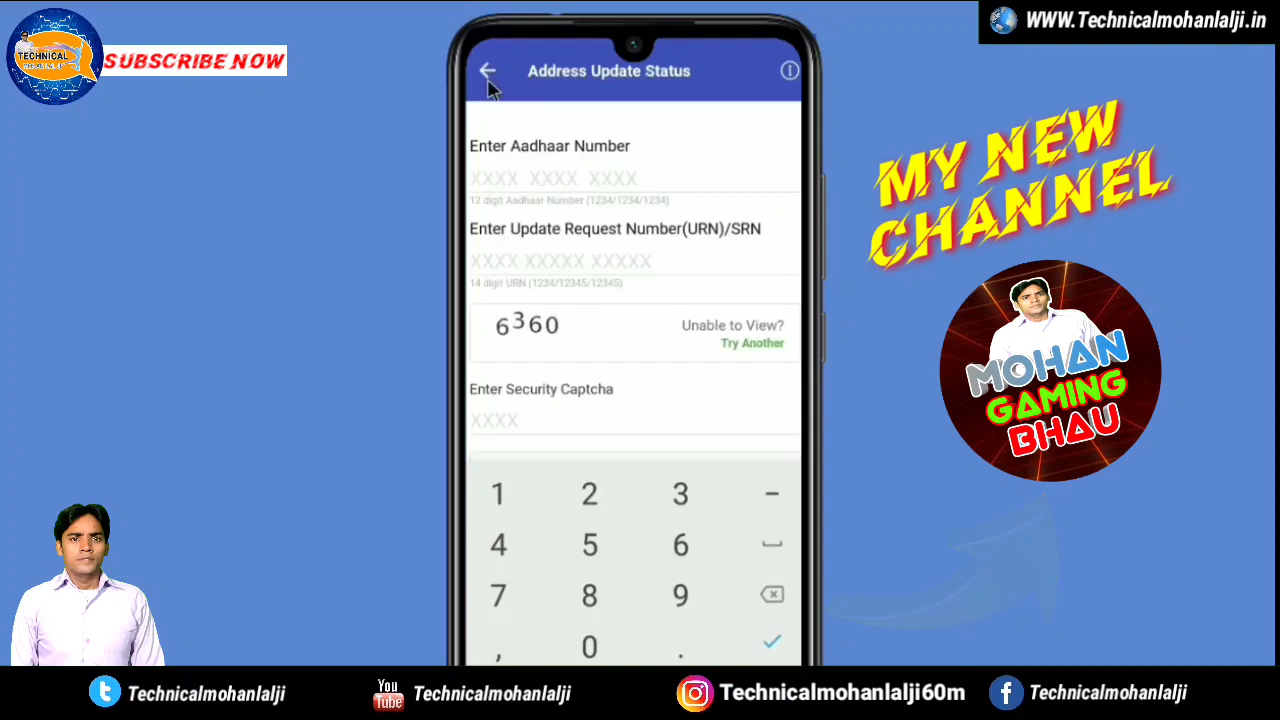 TECHNICAL
SUBSCRIBE NOW
WWW.Technicalmohanlalji.in
Address Update Status
Enter Aadhaar Number
XXXX XXXX XXXX
12 digit Aadhaar Number (1234/1234/1234)
Enter Update Request Number(URN)/SRN
XXXX XXXXX XXXXX
14 digit URN (1234/12345/12345)
6360
Unable to View?
Try Another
Enter Security Captcha
XXXX
1 2 3 -
4 5 6
7 8 9
, 0 .
MY NEW
CHANNEL
MOHAN
GAMING
BHAU
Technicalmohanlalji
You
Tube
Technicalmohanlalji
Technicalmohanlalji60m
Technicalmohanlalji